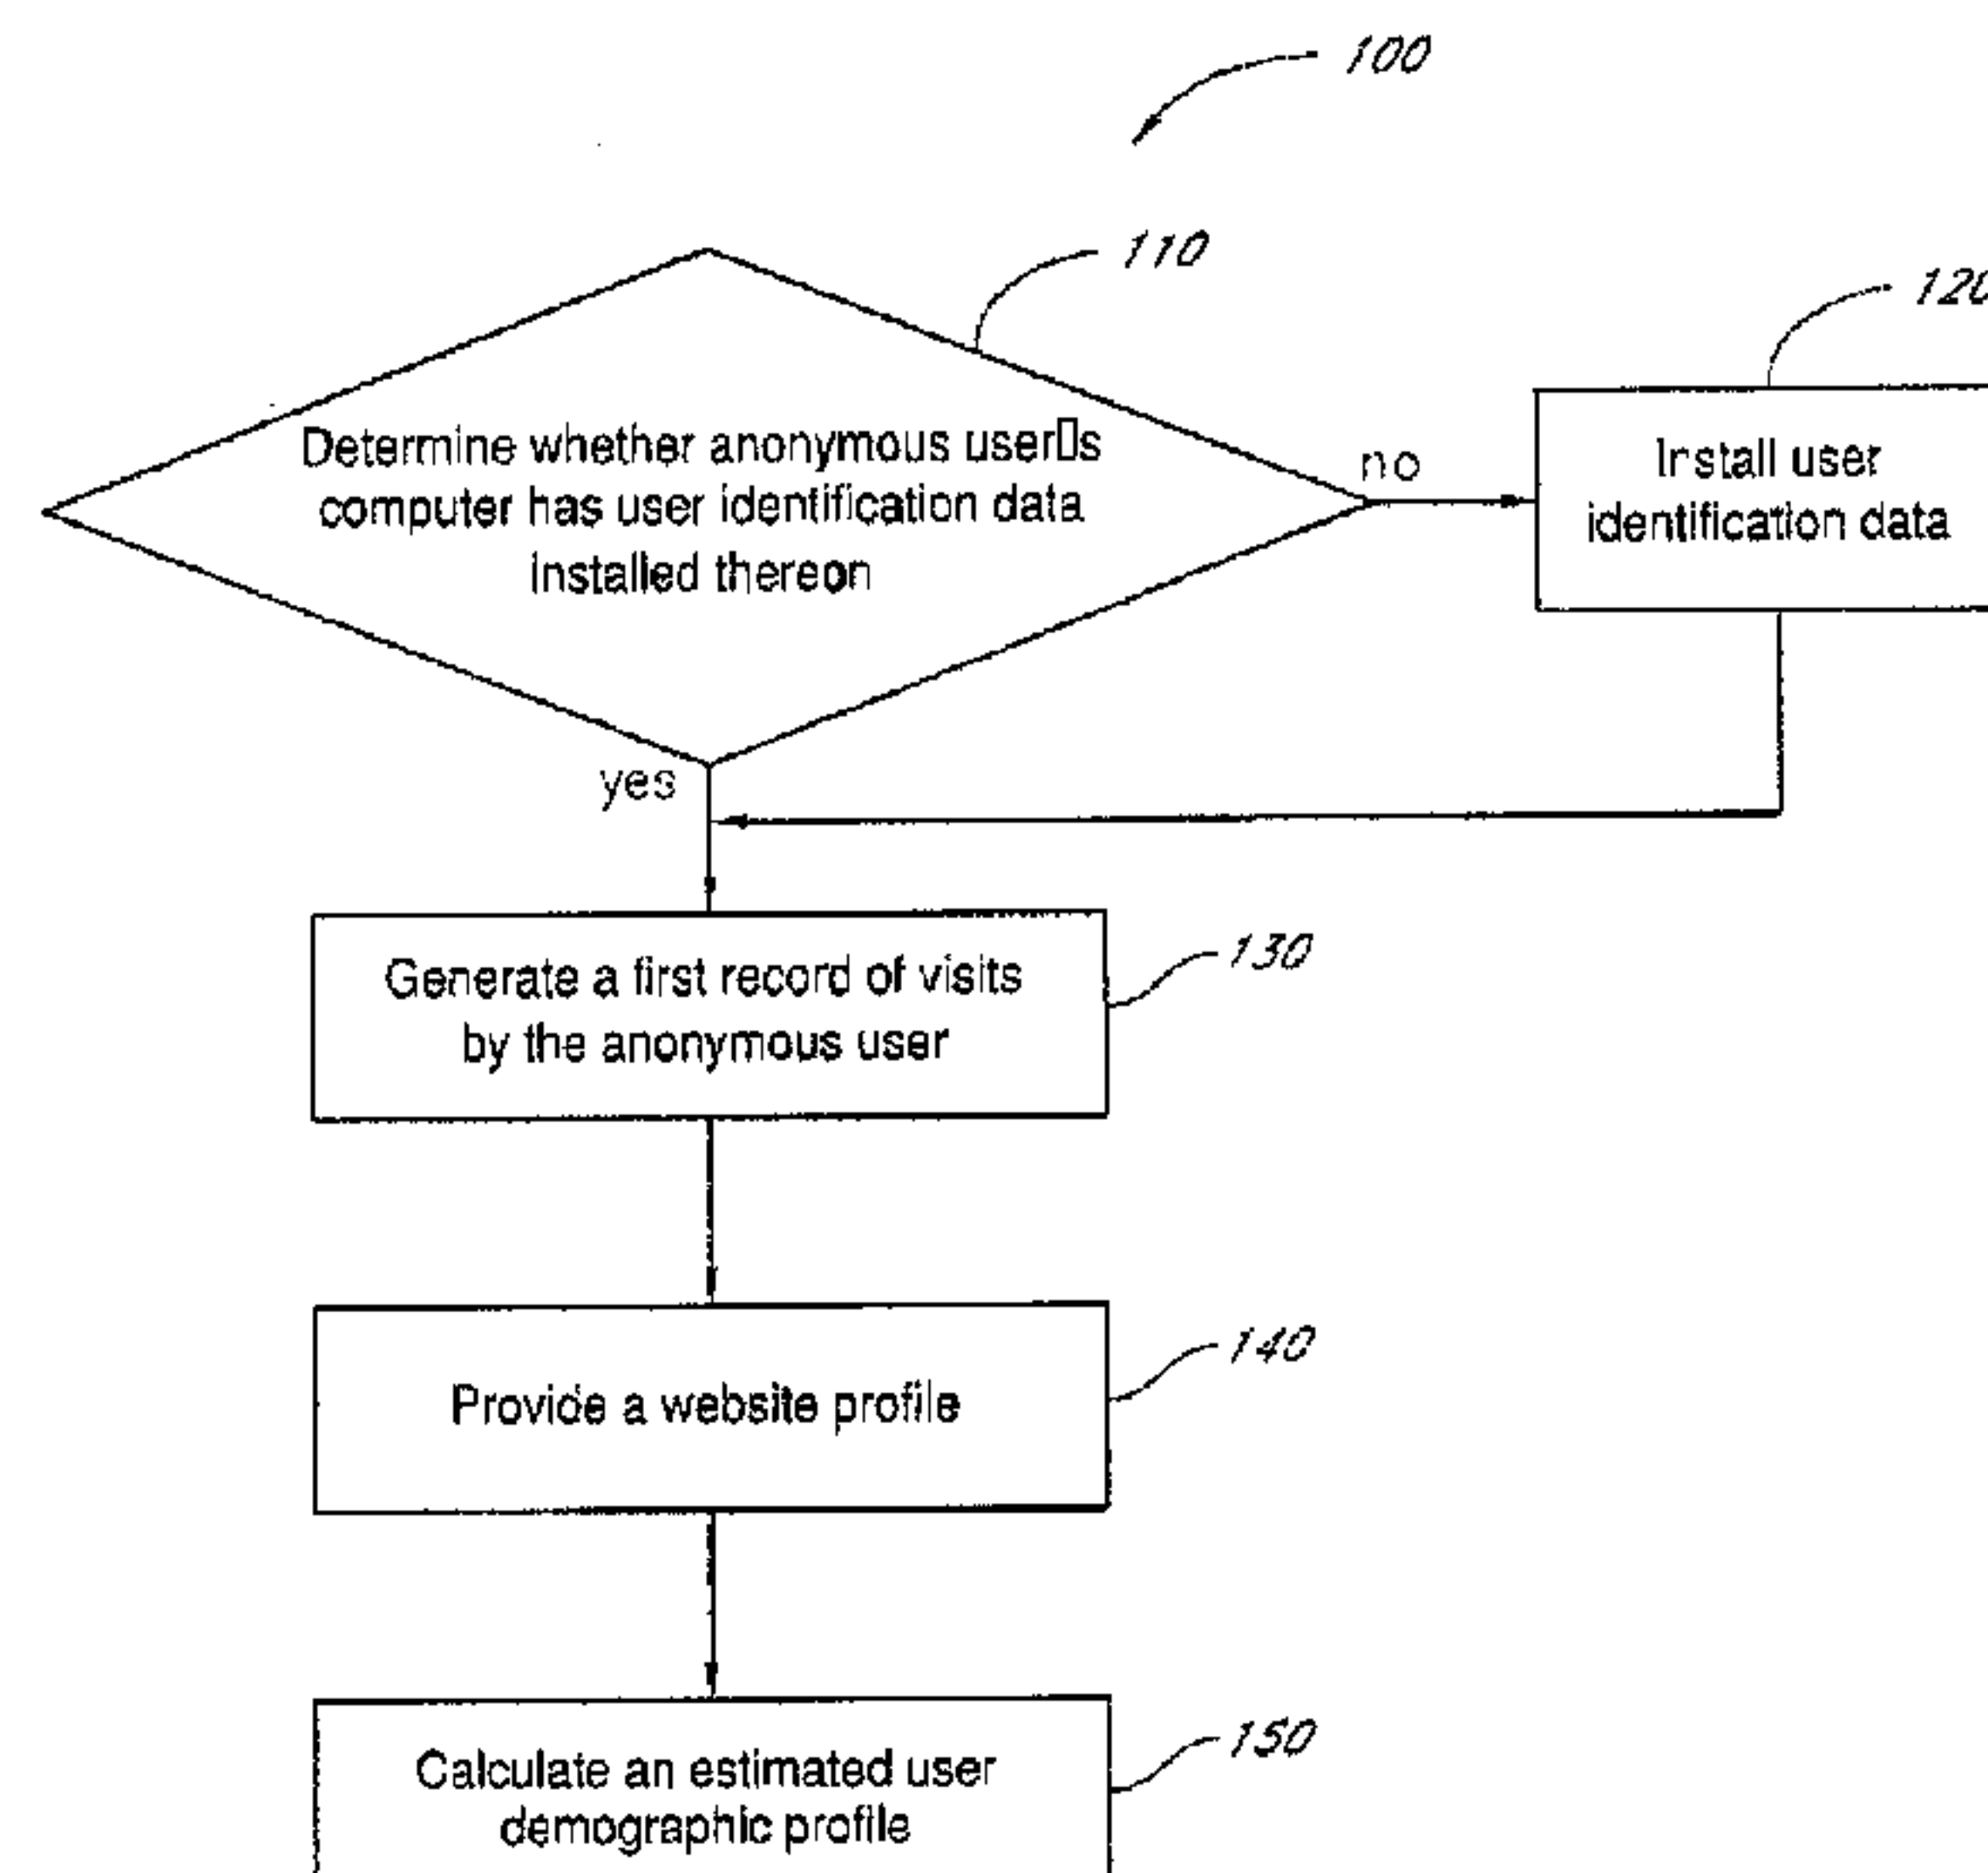 100
110
120
Determine whether anonymous user▯s
computer has user identification data
installed thereon
no
Install user
identification data
yes
Generate a first record of visits
by the anonymous user
130
Provide a website profile
140
Calculate an estimated user
demographic profile
150